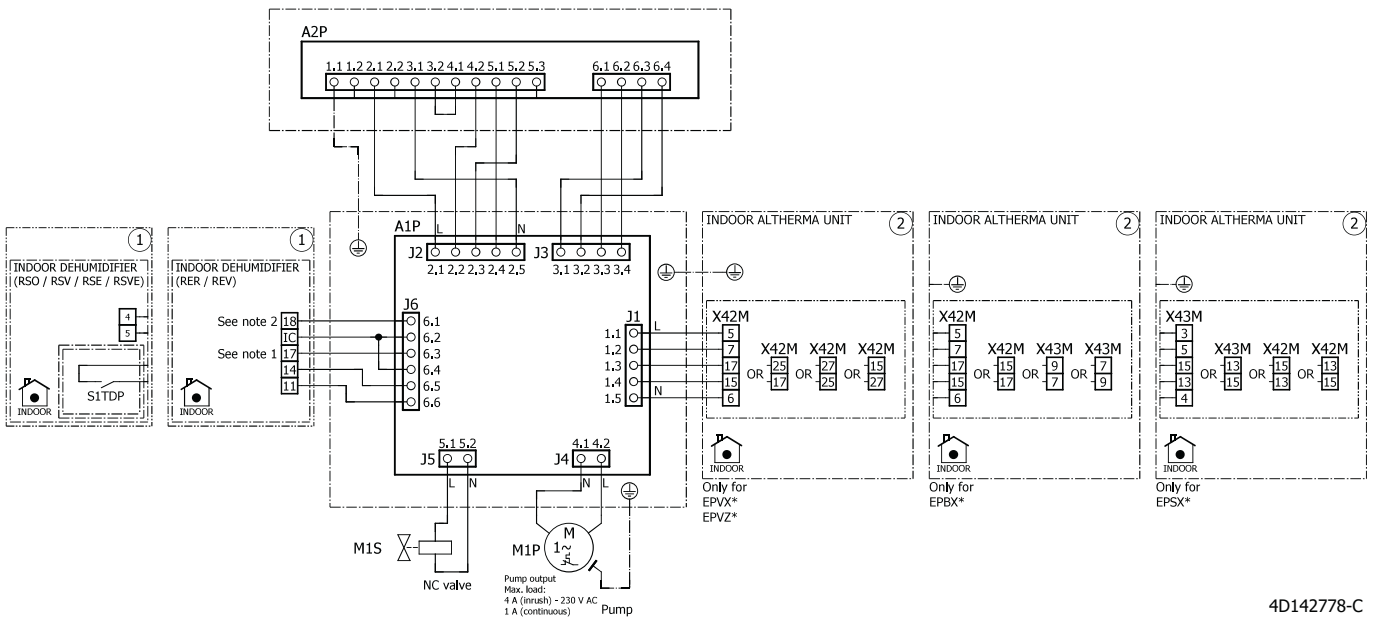 A2P
1.1 1.2 2.1 2.2 3.1 3.2 4.1 4.2 5.1 5.2 5.3
6.1 6.2 6.3 6.4
1
INDOOR DEHUMIDIFIER
(RSO / RSV / RSE / RSVE)
4
5
S1TDP
INDOOR
1
INDOOR DEHUMIDIFIER
(RER / REV)
See note 2 18
IC
See note 1 17
14
11
INDOOR
A1P
L N
J2
2.1 2.2 2.3 2.4 2.5
J3
3.1 3.2 3.3 3.4
J6
6.1
6.2
6.3
6.4
6.5
6.6
J1
1.1 L
1.2
1.3
1.4
1.5 N
5.1 5.2
J5
L N
4.1 4.2
J4
N L
M1S
NC valve
M1P
M
1~
Pump output
Max. load:
4 A (inrush) - 230 V AC
1 A (continuous)
Pump
INDOOR ALTHERMA UNIT
2
X42M
5
7
17
15
6
X42M X42M X42M
OR 25 OR 27 OR 15
17 25 27
INDOOR
Only for
EPVX*
EPVZ*
INDOOR ALTHERMA UNIT
2
X42M
5
7
17
15
6
X42M X43M X43M
OR 15 OR 9 OR 7
17 7 9
INDOOR
Only for
EPBX*
INDOOR ALTHERMA UNIT
2
X43M
3
5
15
13
4
X43M X42M X42M
OR 13 OR 15 OR 13
15 13 15
INDOOR
Only for
EPSX*
4D142778-C